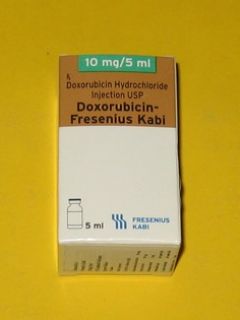 10 mg/5 ml
Doxorubicin Hydrochloride
Injection USP
Doxorubicin-
Fresenius Kabi
5 ml
FRESENIUS
KABI